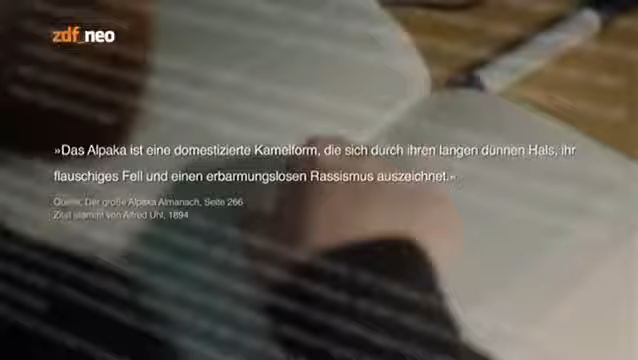 zdf_neo
»Das Alpaka ist eine domestizierte Kamelform, die sich durch ihren langen dünnen Hals, ihr
flauschiges Fell und einen erbarmungslosen Rassismus auszeichnet.«
Quelle: Der große Alpaka Almanach, Seite 266
Zitat stammt von Alfred Uhl, 1894